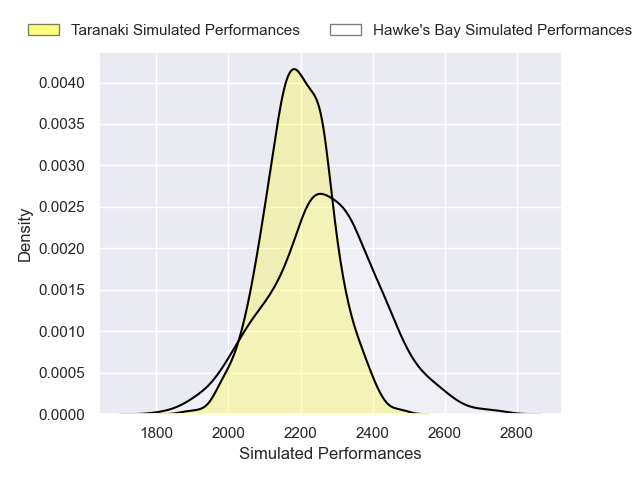 Taranaki Simulated Performances
Hawke's Bay Simulated Performances
0.0040
0.0035
0.0030
0.0025
0.0020
0.0015
0.0010
0.0005
0.0000
Density
1800 2000 2200 2400 2600 2800
Simulated Performances